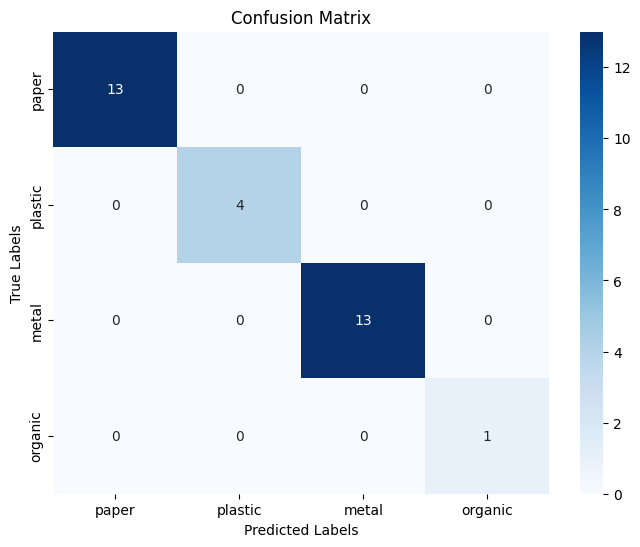 Confusion Matrix
True Labels
paper
plastic
metal
organic
13 0 0 0
0 4 0 0
0 0 13 0
0 0 0 1
paper plastic metal organic
Predicted Labels
12
10
8
6
4
2
0